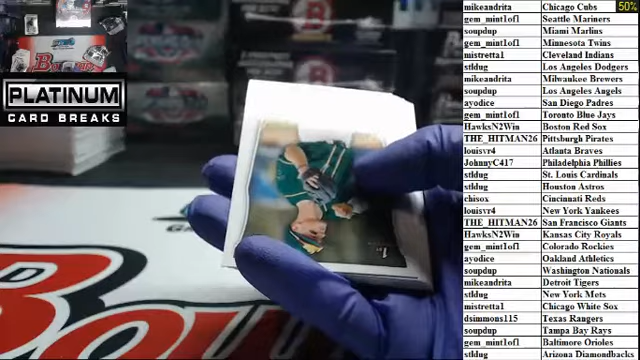 PLATINUM
CARD BREAKS
50%
mikeandrita Chicago Cubs
gem_mint1of1 Seattle Mariners
soupdup Miami Marlins
gem_mint1of1 Minnesota Twins
mistretta1 Cleveland Indians
stldug Los Angeles Dodgers
mikeandrita Milwaukee Brewers
soupdup Los Angeles Angels
ayodice San Diego Padres
gem_mint1of1 Toronto Blue Jays
HawksN2Win Boston Red Sox
THE_HITMAN26 Pittsburgh Pirates
louisvr4 Atlanta Braves
JohnnyC417 Philadelphia Phillies
stldug St. Louis Cardinals
stldug Houston Astros
chisox Cincinnati Reds
louisvr4 New York Yankees
THE_HITMAN26 San Francisco Giants
HawksN2Win Kansas City Royals
gem_mint1of1 Colorado Rockies
ayodice Oakland Athletics
soupdup Washington Nationals
mikeandrita Detroit Tigers
stldug New York Mets
mistretta1 Chicago White Sox
dsimmons115 Texas Rangers
soupdup Tampa Bay Rays
gem_mint1of1 Baltimore Orioles
stldug Arizona Diamondbacks